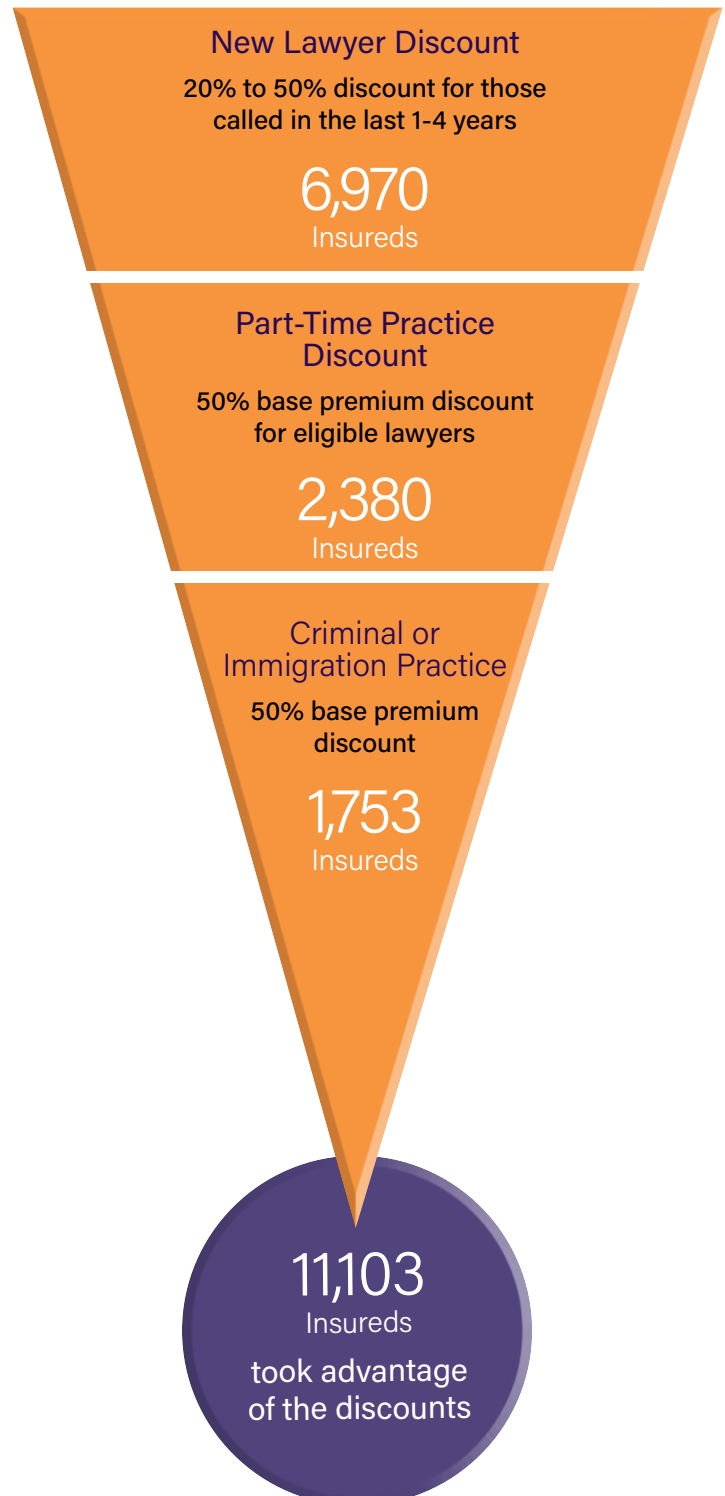 New Lawyer Discount
20% to 50% discount for those
called in the last 1-4 years
6,970
Insureds
Part-Time Practice
Discount
50% base premium discount
for eligible lawyers
2,380
Insureds
Criminal or
Immigration Practice
50% base premium
discount
1,753
Insureds
11,103
Insureds
took advantage
of the discounts